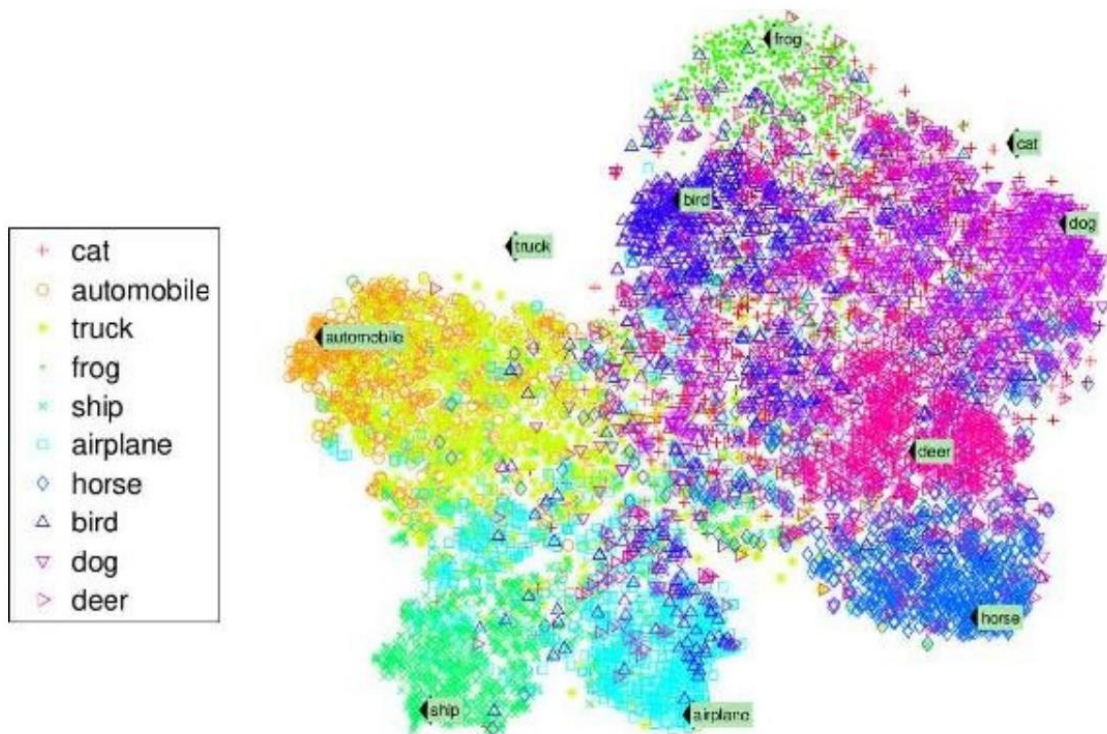 cat
automobile
truck
frog
ship
airplane
horse
bird
dog
deer
frog
cat
bird
dog
truck
automobile
deer
horse
ship
airplane